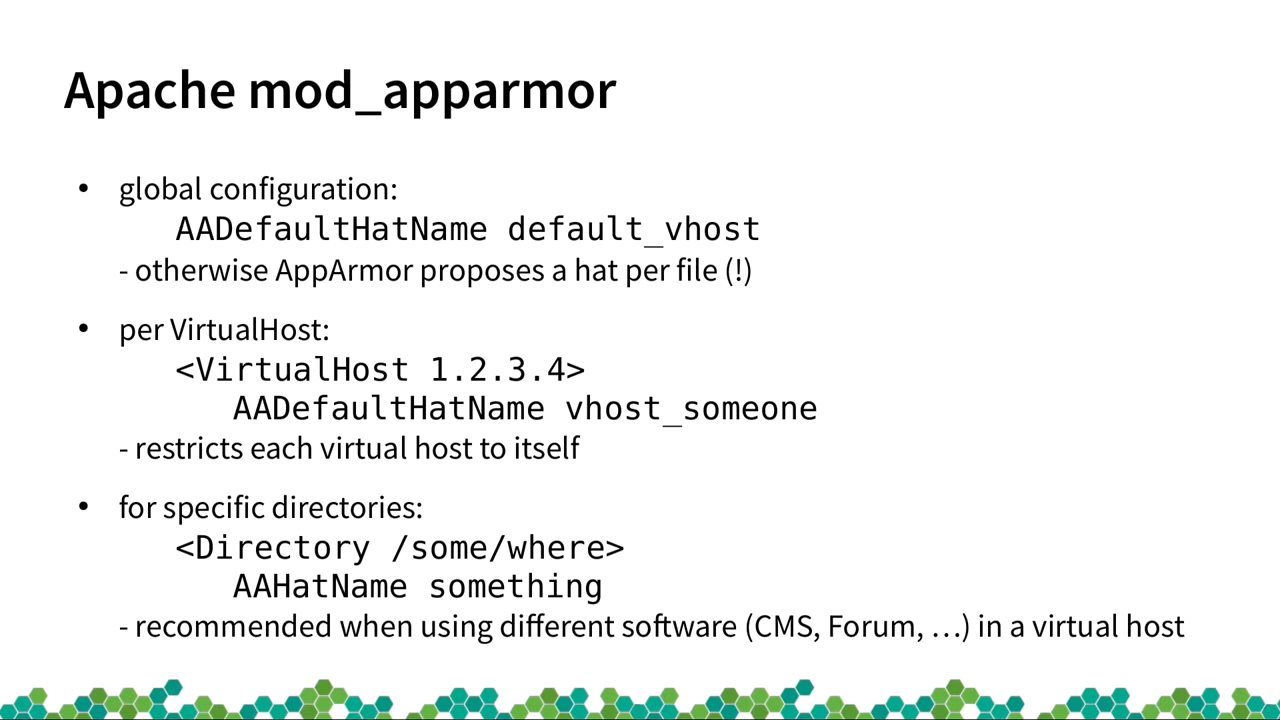 Apache mod_apparmor
• global configuration:
AADefaultHatName default_vhost
- otherwise AppArmor proposes a hat per file (!)
• per VirtualHost:
<VirtualHost 1.2.3.4>
AADefaultHatName vhost_someone
- restricts each virtual host to itself
• for specific directories:
<Directory /some/where>
AAHatName something
- recommended when using different software (CMS, Forum, …) in a virtual host